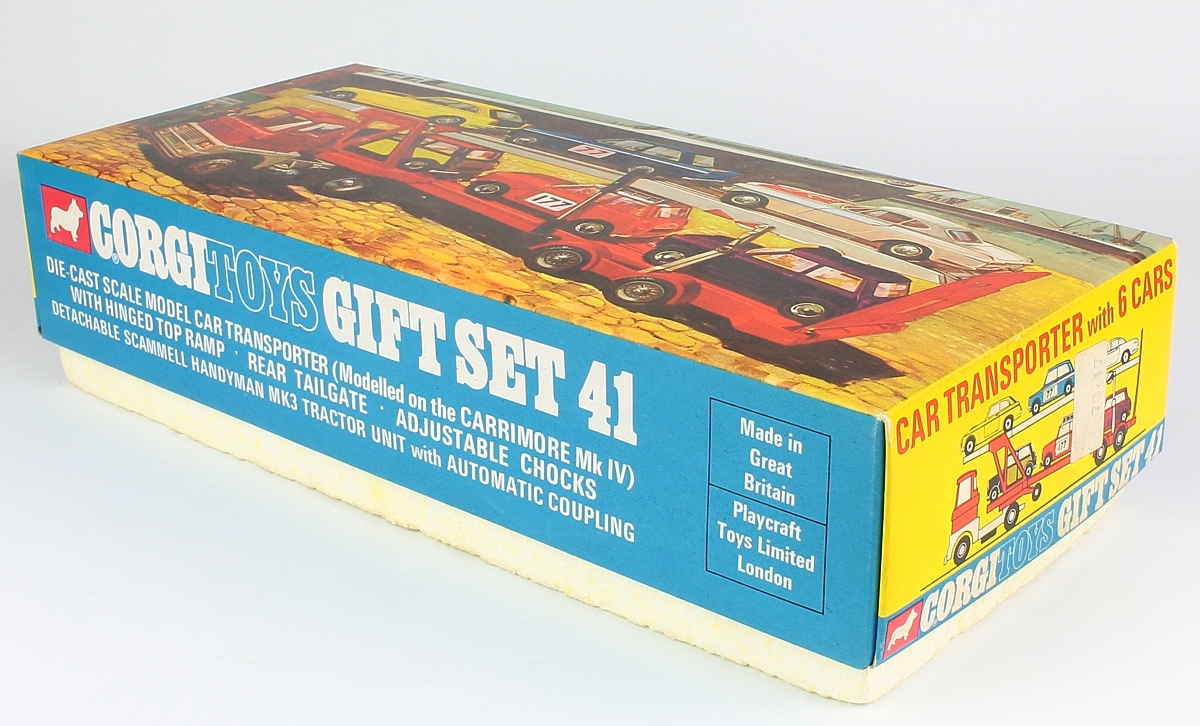 CORGI TOYS GIFT SET 41
DIE-CAST SCALE MODEL CAR TRANSPORTER (Modelled on the CARRIMORE Mk IV)
WITH HINGED TOP RAMP · REAR TAILGATE · ADJUSTABLE CHOCKS
DETACHABLE SCAMMELL HANDYMAN MK3 TRACTOR UNIT with AUTOMATIC COUPLING
Made in
Great
Britain
Playcraft
Toys Limited
London
177
CAR TRANSPORTER with 6 CARS
177
CORGI TOYS GIFT SET 41